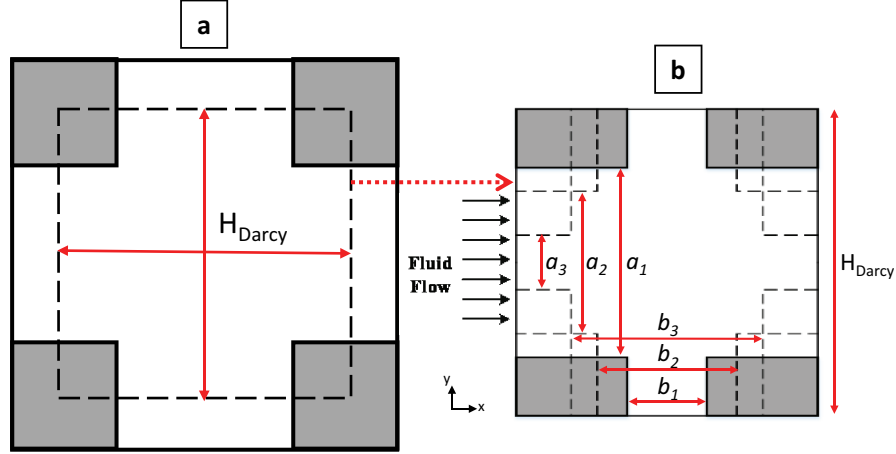 a
b
H_Darcy
Fluid
Flow
a_3
a_2
a_1
b_3
b_2
b_1
H_Darcy
y
x